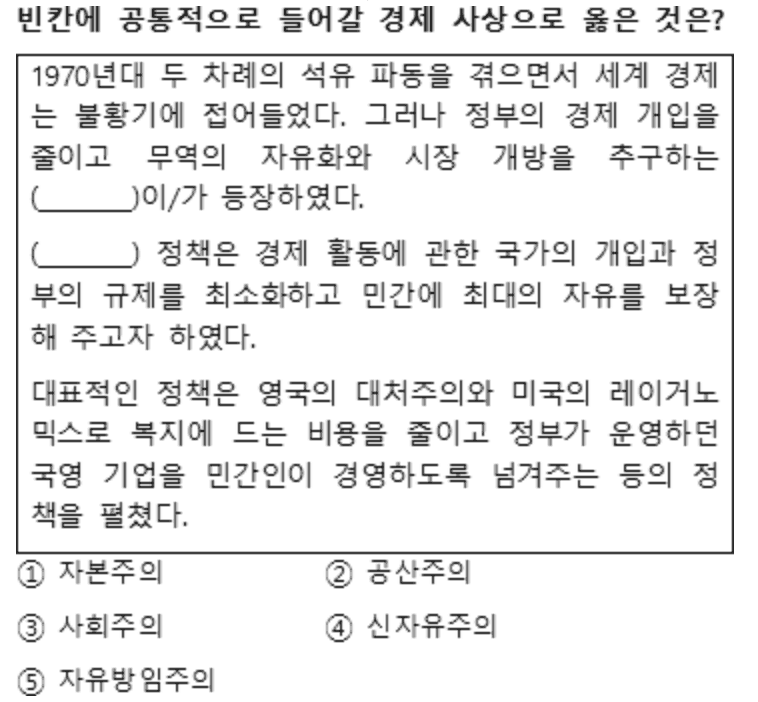 빈칸에 공통적으로 들어갈 경제 사상으로 옳은 것은?
1970년대 두 차례의 석유 파동을 겪으면서 세계 경제
는 불황기에 접어들었다. 그러나 정부의 경제 개입을
줄이고 무역의 자유화와 시장 개방을 추구하는
(______)이/가 등장하였다.
(______) 정책은 경제 활동에 관한 국가의 개입과 정
부의 규제를 최소화하고 민간에 최대의 자유를 보장
해 주고자 하였다.
대표적인 정책은 영국의 대처주의와 미국의 레이거노
믹스로 복지에 드는 비용을 줄이고 정부가 운영하던
국영 기업을 민간인이 경영하도록 넘겨주는 등의 정
책을 펼쳤다.
① 자본주의 ② 공산주의
③ 사회주의 ④ 신자유주의
⑤ 자유방임주의